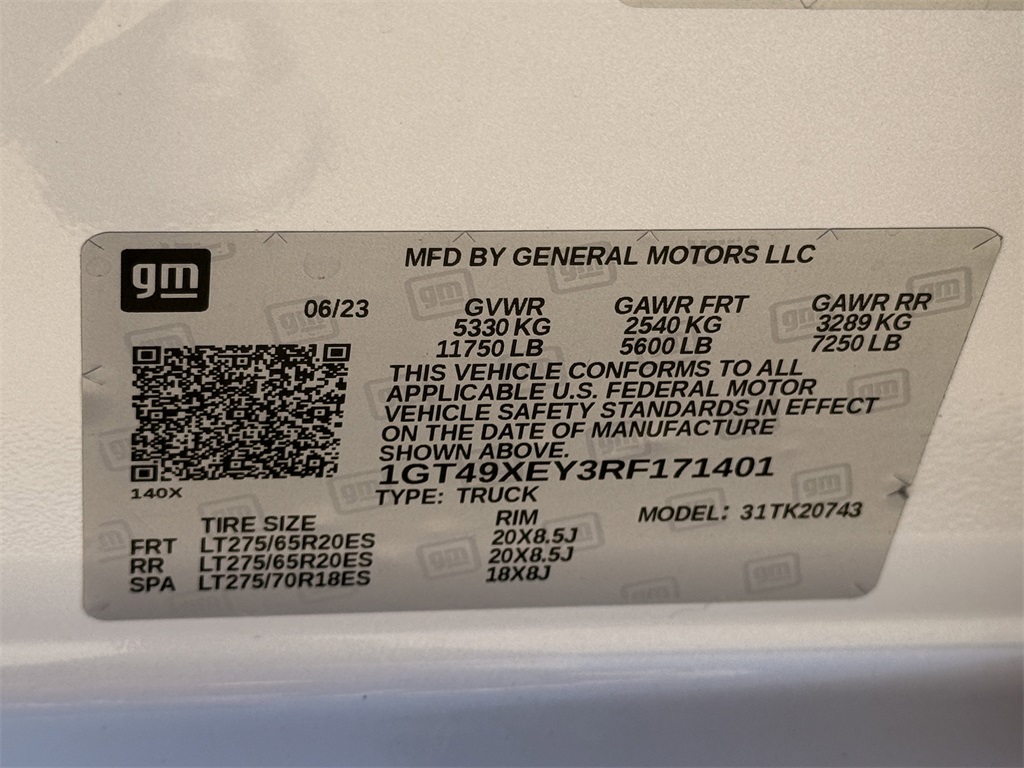 gm
MFD BY GENERAL MOTORS LLC
06/23 GVWR GAWR FRT GAWR RR
5330 KG 2540 KG 3289 KG
11750 LB 5600 LB 7250 LB
THIS VEHICLE CONFORMS TO ALL
APPLICABLE U.S. FEDERAL MOTOR
VEHICLE SAFETY STANDARDS IN EFFECT
ON THE DATE OF MANUFACTURE
SHOWN ABOVE.
1GT49XEY3RF171401
140X
TYPE: TRUCK
TIRE SIZE RIM MODEL: 31TK20743
FRT LT275/65R20ES 20X8.5J
RR LT275/65R20ES 20X8.5J
SPA LT275/70R18ES 18X8J